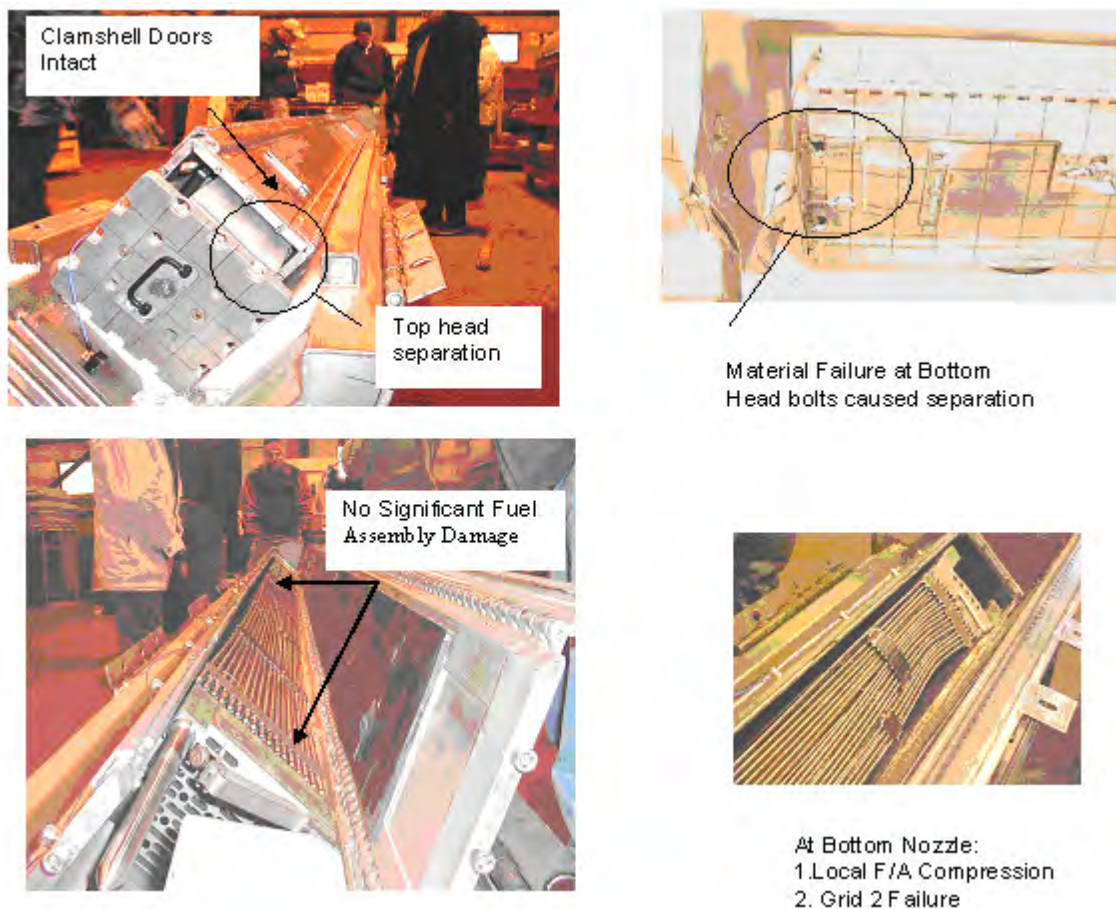 Clamshell Doors
Intact
Top head
separation
Material Failure at Bottom
Head bolts caused separation
No Significant Fuel
Assembly Damage
At Bottom Nozzle:
1.Local F/A Compression
2. Grid 2 Failure